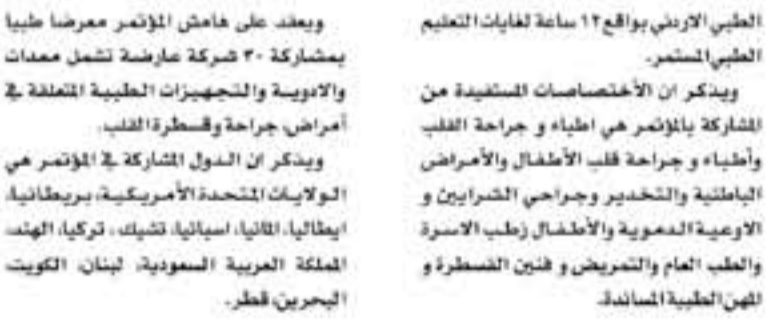 الطبي الاردني بواقع ١٢ ساعة لغايات التعليم
الطبي المستمر.
ويذكر ان الأختصاصات المستفيدة من
المشاركة بالمؤتمر هي اطباء و جراحة القلب
وأطباء و جراحة قلب الأطفال والأمراض
الباطنية والتخدير وجراحي الشرايين و
الاوعية الدموية والأطفال زطب الاسرة
والطب العام والتمريض و فنين القسطرة و
المهن الطبية المساندة.
ويعقد على هامش المؤتمر معرضا طبيا
بمشاركة ٣٠ شركة عارضة تشمل معدات
والادوية والتجهيزات الطبية المتعلقة في
أمراض، جراحة وقسطرة القلب.
ويذكر ان الدول المشاركة في المؤتمر هي
الولايات المتحدة الأمريكية، بريطانيا،
ايطاليا، المانيا، اسبانيا، تشيك ، تركيا، الهند،
المملكة العربية السعودية، لبنان، الكويت،
البحرين، قطر.